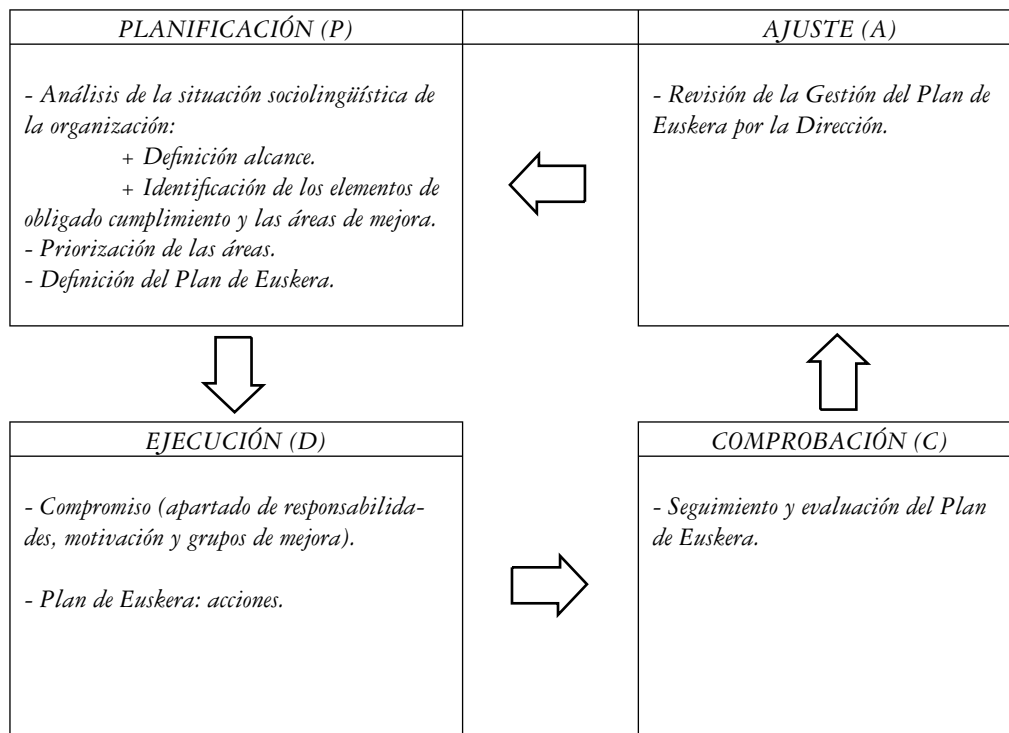 PLANIFICACIÓN (P)
- Análisis de la situación sociolingüística de
la organización:
+ Definición alcance.
+ Identificación de los elementos de
obligado cumplimiento y las áreas de mejora.
- Priorización de las áreas.
- Definición del Plan de Euskera.
AJUSTE (A)
- Revisión de la Gestión del Plan de
Euskera por la Dirección.
EJECUCIÓN (D)
- Compromiso (apartado de responsabilida-
des, motivación y grupos de mejora).
- Plan de Euskera: acciones.
COMPROBACIÓN (C)
- Seguimiento y evaluación del Plan
de Euskera.